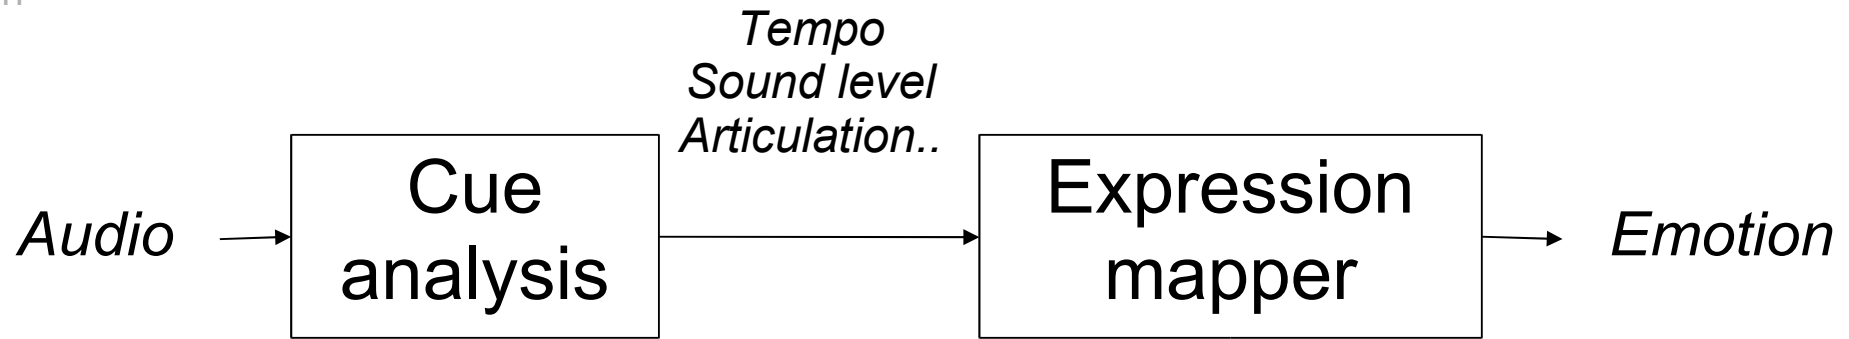 Tempo
Sound level
Articulation..
Audio
Cue
analysis
Expression
mapper
Emotion